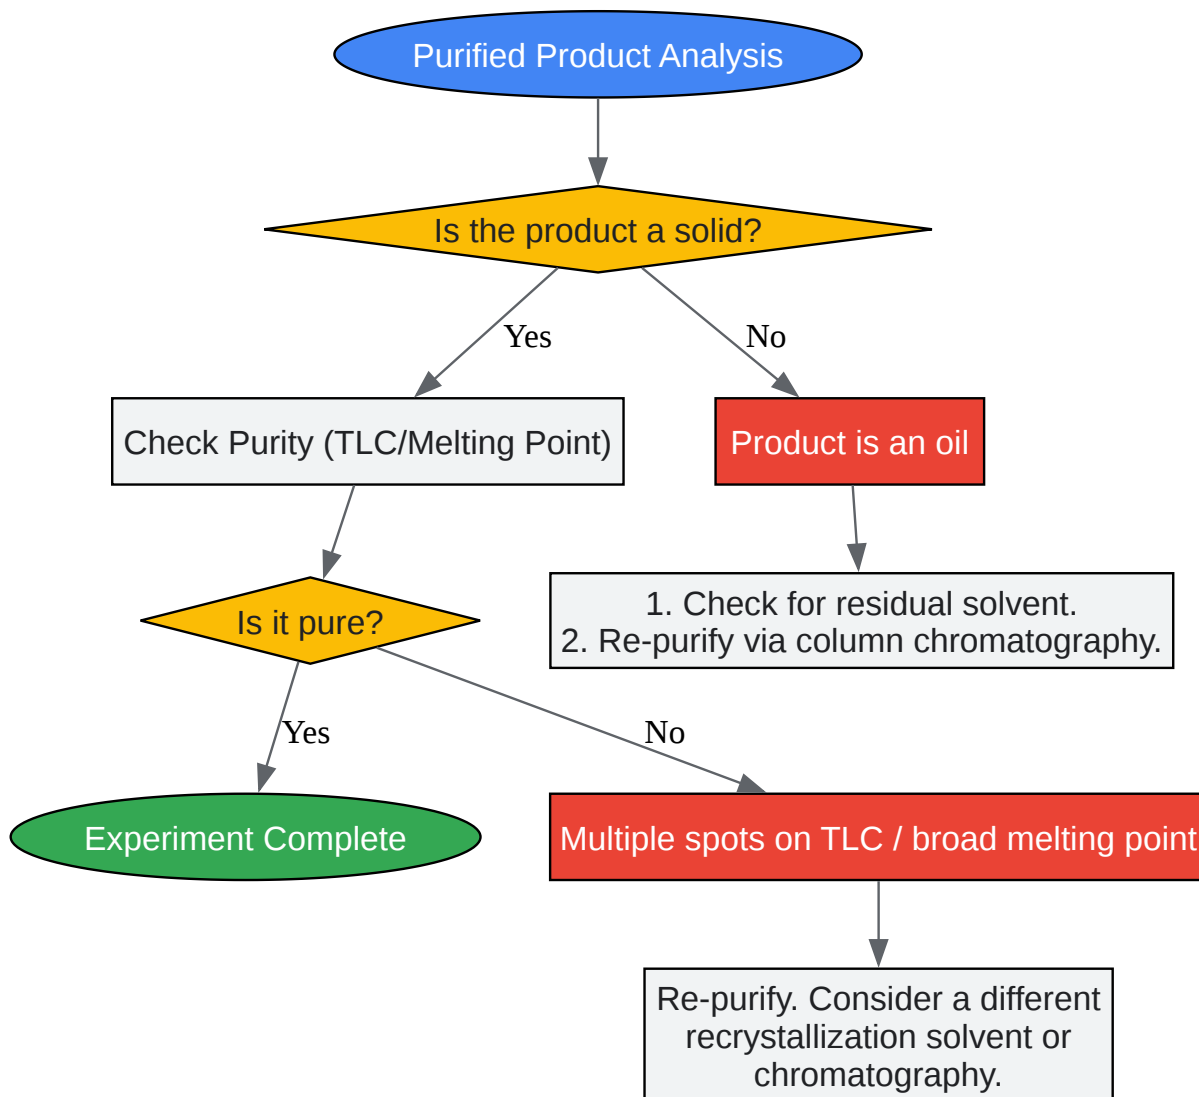 Purified Product Analysis
Is the product a solid?
Yes
No
Check Purity (TLC/Melting Point)
Product is an oil
Is it pure?
1. Check for residual solvent.
2. Re-purify via column chromatography.
Yes
No
Experiment Complete
Multiple spots on TLC / broad melting point
Re-purify. Consider a different
recrystallization solvent or
chromatography.